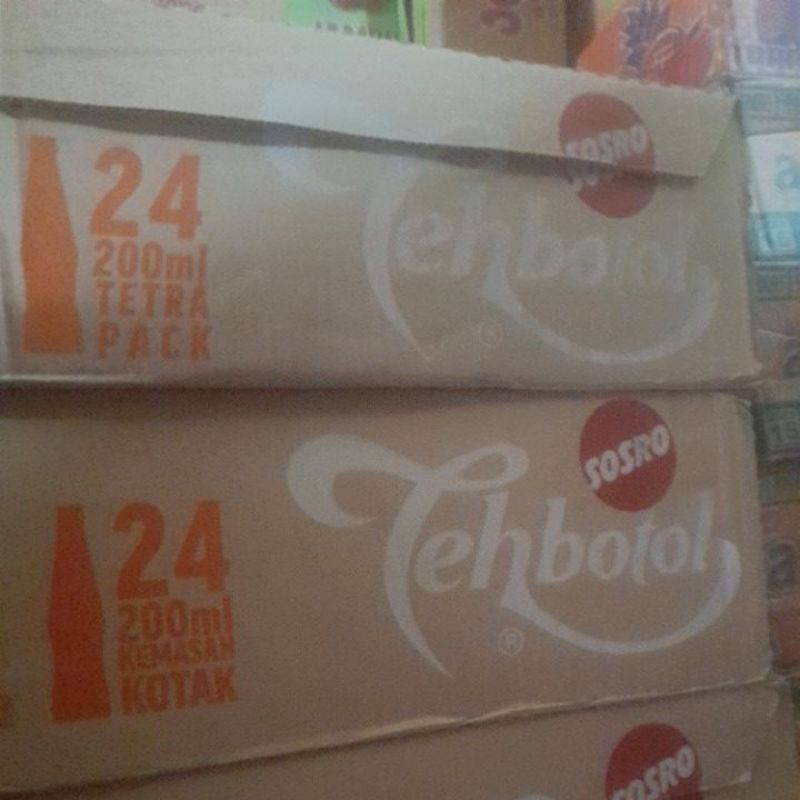 24
200ml
TETRA
PACK
SOSRO
Tehbotol
24
200ml
KEMASAN
KOTAK
SOSRO
Tehbotol
®
SOSRO